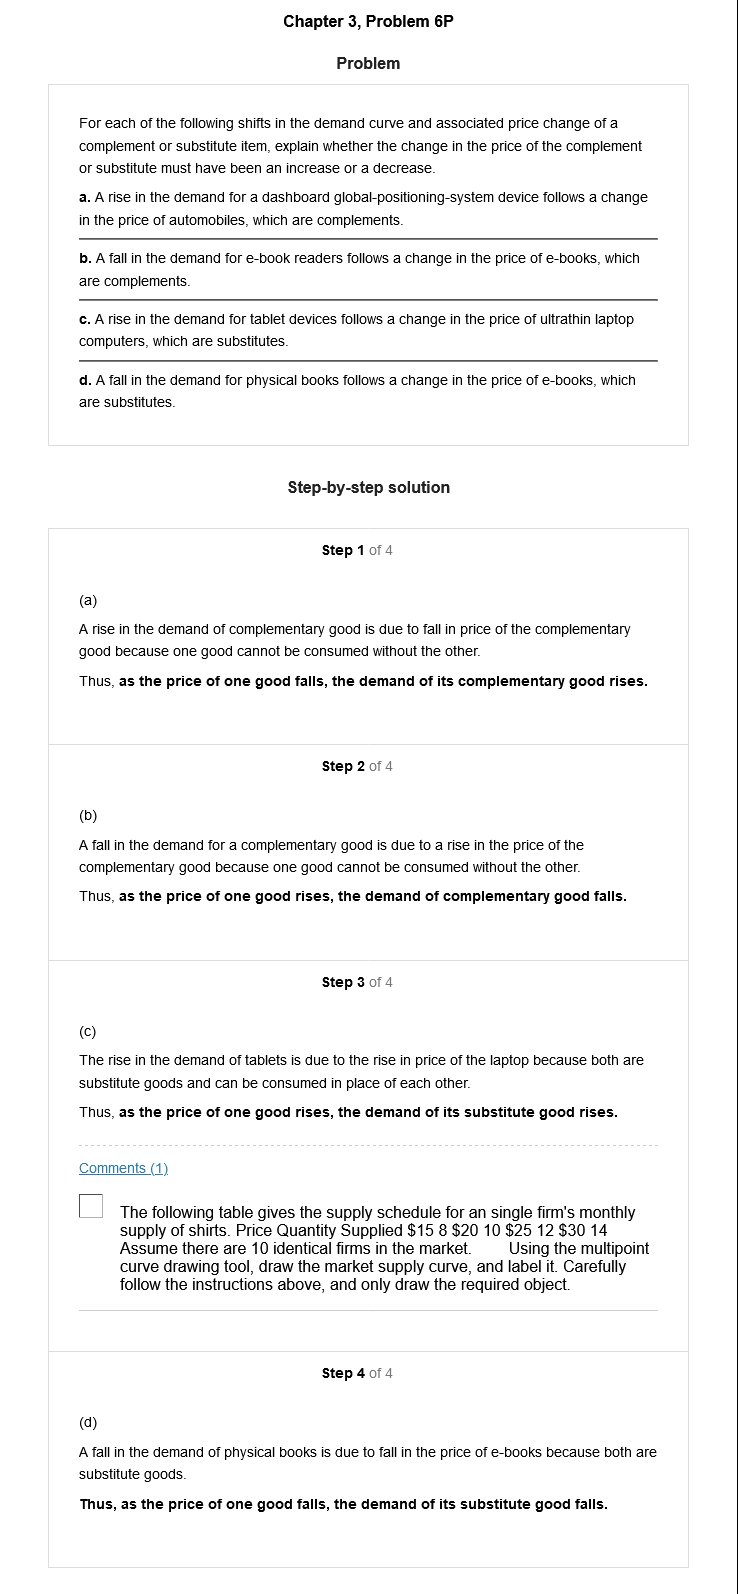 Chapter 3, Problem 6P
Problem
For each of the following shifts in the demand curve and associated price change of a
complement or substitute item, explain whether the change in the price of the complement
or substitute must have been an increase or a decrease.
a. A rise in the demand for a dashboard global-positioning-system device follows a change
in the price of automobiles, which are complements.
b. A fall in the demand for e-book readers follows a change in the price of e-books, which
are complements.
c. A rise in the demand for tablet devices follows a change in the price of ultrathin laptop
computers, which are substitutes.
d. A fall in the demand for physical books follows a change in the price of e-books, which
are substitutes.
Step-by-step solution
Step 1 of 4
(a)
A rise in the demand of complementary good is due to fall in price of the complementary
good because one good cannot be consumed without the other.
Thus, as the price of one good falls, the demand of its complementary good rises.
Step 2 of 4
(b)
A fall in the demand for a complementary good is due to a rise in the price of the
complementary good because one good cannot be consumed without the other.
Thus, as the price of one good rises, the demand of complementary good falls.
Step 3 of 4
(c)
The rise in the demand of tablets is due to the rise in price of the laptop because both are
substitute goods and can be consumed in place of each other.
Thus, as the price of one good rises, the demand of its substitute good rises.
Comments (1)
The following table gives the supply schedule for an single firm's monthly
supply of shirts. Price Quantity Supplied $15 8 $20 10 $25 12 $30 14
Assume there are 10 identical firms in the market. Using the multipoint
curve drawing tool, draw the market supply curve, and label it. Carefully
follow the instructions above, and only draw the required object.
Step 4 of 4
(d)
A fall in the demand of physical books is due to fall in the price of e-books because both are
substitute goods.
Thus, as the price of one good falls, the demand of its substitute good falls.